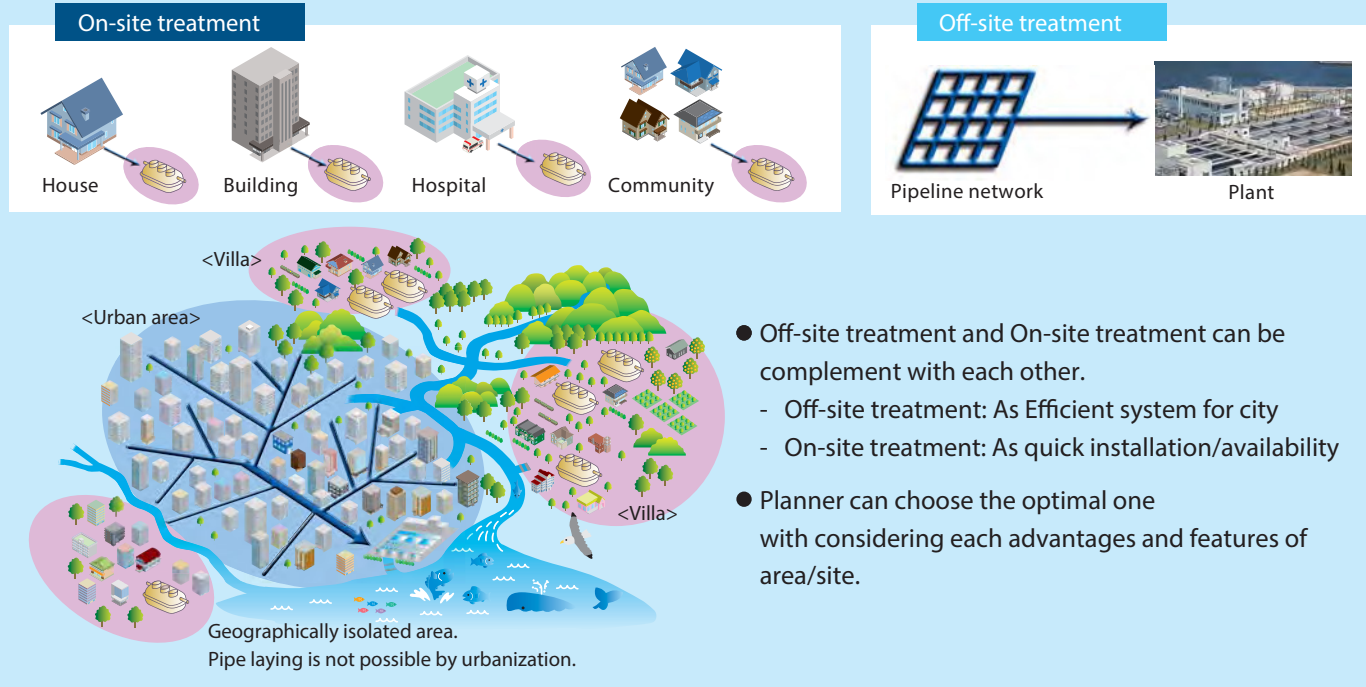 On-site treatment
House
Building
Hospital
Community
Off-site treatment
Pipeline network
Plant
<Villa>
<Urban area>
<Villa>
Geographically isolated area.
Pipe laying is not possible by urbanization.
● Off-site treatment and On-site treatment can be
complement with each other.
- Off-site treatment: As Efficient system for city
- On-site treatment: As quick installation/availability
● Planner can choose the optimal one
with considering each advantages and features of
area/site.